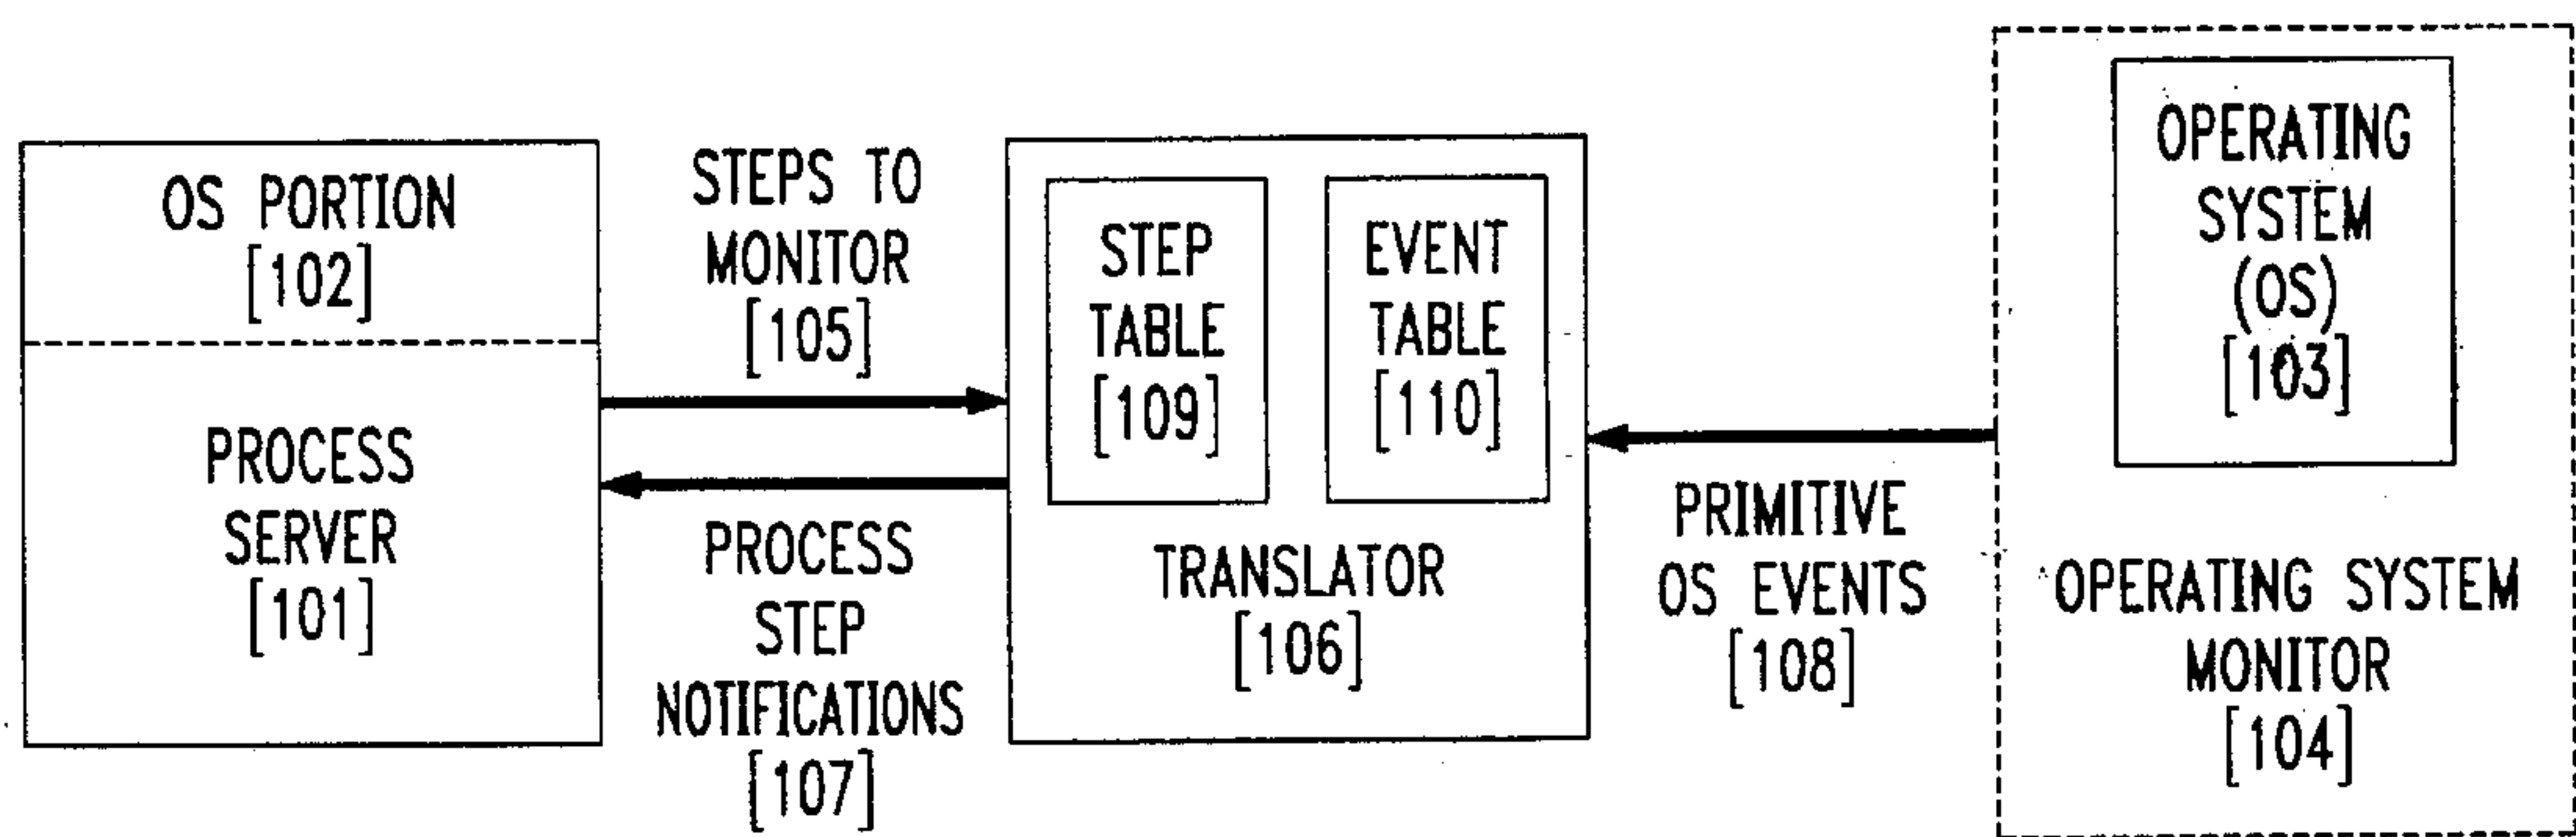 OS PORTION
[102]
PROCESS
SERVER
[101]
STEPS TO
MONITOR
[105]
PROCESS
STEP
NOTIFICATIONS
[107]
STEP
TABLE
[109]
EVENT
TABLE
[110]
TRANSLATOR
[106]
PRIMITIVE
OS EVENTS
[108]
OPERATING
SYSTEM
(OS)
[103]
OPERATING SYSTEM
MONITOR
[104]